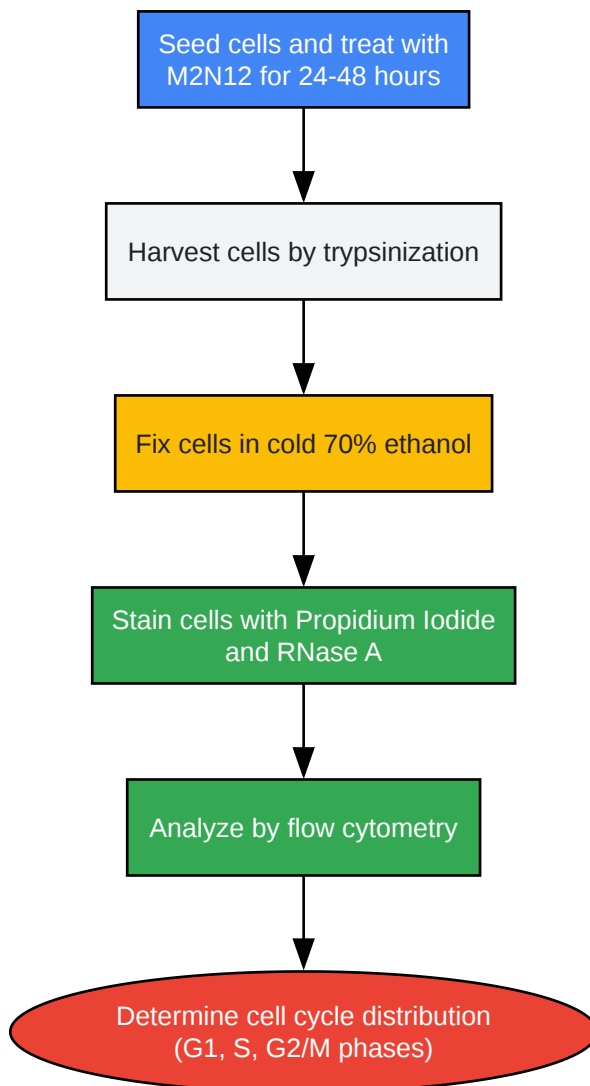 Seed cells and treat with
M2N12 for 24-48 hours
Harvest cells by trypsinization
Fix cells in cold 70% ethanol
Stain cells with Propidium Iodide
and RNase A
Analyze by flow cytometry
Determine cell cycle distribution
(G1, S, G2/M phases)